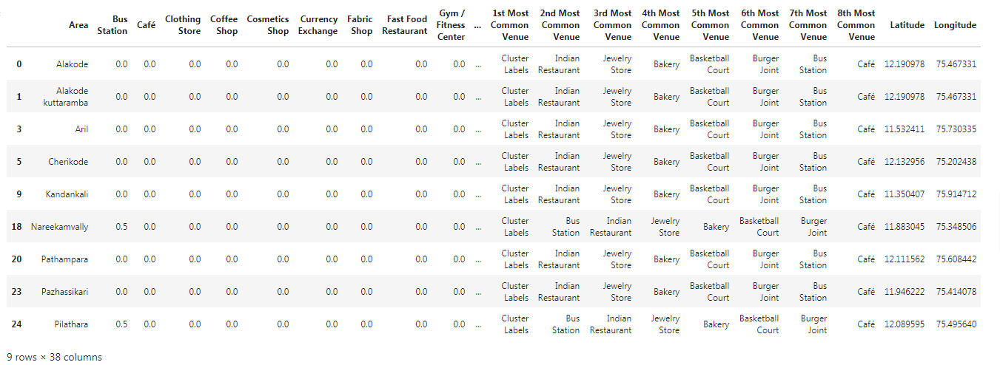 Area Bus Station Café Clothing Store Coffee Shop Cosmetics Shop Currency Exchange Fabric Shop Fast Food Restaurant Gym / Fitness Center ... 1st Most Common Venue 2nd Most Common Venue 3rd Most Common Venue 4th Most Common Venue 5th Most Common Venue 6th Most Common Venue 7th Most Common Venue 8th Most Common Venue Latitude Longitude
0 Alakode 0.0 0.0 0.0 0.0 0.0 0.0 0.0 0.0 0.0 ... Cluster Labels Indian Restaurant Jewelry Store Bakery Basketball Court Burger Joint Bus Station Café 12.190978 75.467331
1 Alakode kuttaramba 0.0 0.0 0.0 0.0 0.0 0.0 0.0 0.0 0.0 ... Cluster Labels Indian Restaurant Jewelry Store Bakery Basketball Court Burger Joint Bus Station Café 12.190978 75.467331
3 Aril 0.0 0.0 0.0 0.0 0.0 0.0 0.0 0.0 0.0 ... Cluster Labels Indian Restaurant Jewelry Store Bakery Basketball Court Burger Joint Bus Station Café 11.532411 75.730335
5 Cherikode 0.0 0.0 0.0 0.0 0.0 0.0 0.0 0.0 0.0 ... Cluster Labels Indian Restaurant Jewelry Store Bakery Basketball Court Burger Joint Bus Station Café 12.132956 75.202438
9 Kandankali 0.0 0.0 0.0 0.0 0.0 0.0 0.0 0.0 0.0 ... Cluster Labels Indian Restaurant Jewelry Store Bakery Basketball Court Burger Joint Bus Station Café 11.350407 75.914712
18 Nareekamvally 0.5 0.0 0.0 0.0 0.0 0.0 0.0 0.0 0.0 ... Cluster Labels Bus Station Indian Restaurant Jewelry Store Bakery Basketball Court Burger Joint Café 11.883045 75.348506
20 Pathampara 0.0 0.0 0.0 0.0 0.0 0.0 0.0 0.0 0.0 ... Cluster Labels Indian Restaurant Jewelry Store Bakery Basketball Court Burger Joint Bus Station Café 12.111562 75.608442
23 Pazhassikari 0.0 0.0 0.0 0.0 0.0 0.0 0.0 0.0 0.0 ... Cluster Labels Indian Restaurant Jewelry Store Bakery Basketball Court Burger Joint Bus Station Café 11.946222 75.414078
24 Pilathara 0.5 0.0 0.0 0.0 0.0 0.0 0.0 0.0 0.0 ... Cluster Labels Bus Station Indian Restaurant Jewelry Store Bakery Basketball Court Burger Joint Café 12.089595 75.495640
9 rows × 38 columns